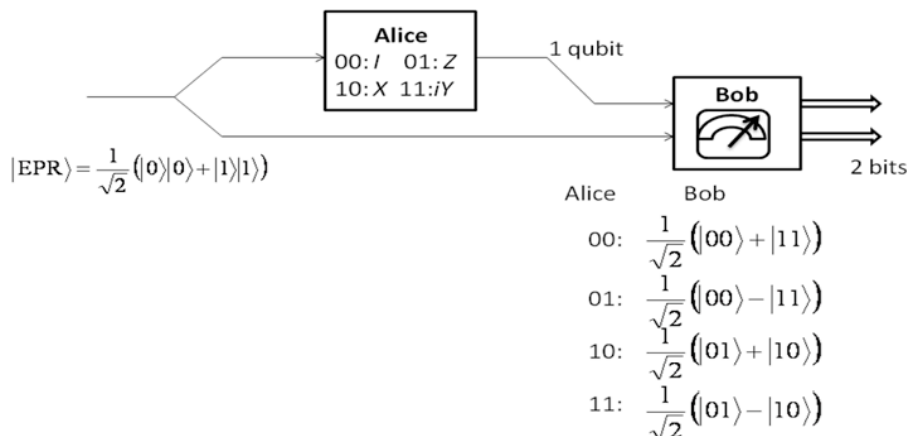 Alice
00: I 01: Z
10: X 11: iY
1 qubit
Bob
|EPR⟩ = 1/√2 (|0⟩|0⟩+|1⟩|1⟩)
2 bits
Alice Bob
00: 1/√2 (|00⟩+|11⟩)
01: 1/√2 (|00⟩−|11⟩)
10: 1/√2 (|01⟩+|10⟩)
11: 1/√2 (|01⟩−|10⟩)